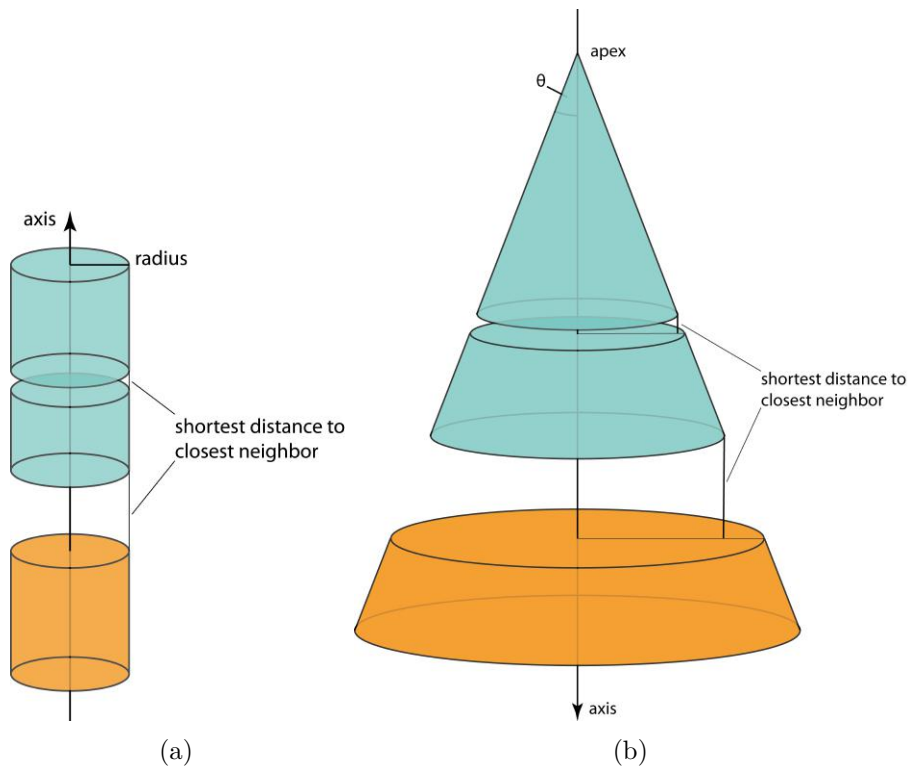 axis
radius
shortest distance to
closest neighbor
(a)
apex
θ
shortest distance to
closest neighbor
axis
(b)